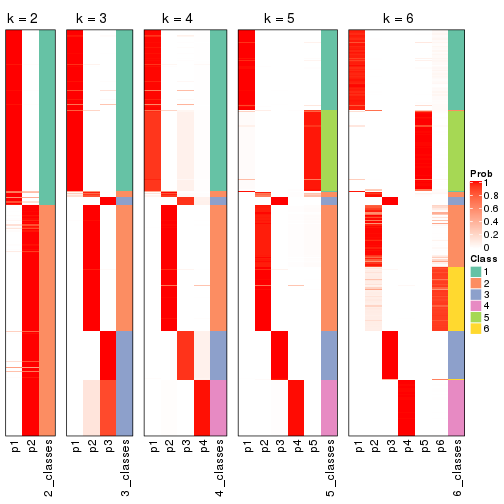 k = 2
k = 3
k = 4
k = 5
k = 6
Prob
1
0.8
0.6
0.4
0.2
0
Class
1
2
3
4
5
6
p1
p2
2_classes
p1
p2
p3
3_classes
p1
p2
p3
p4
4_classes
p1
p2
p3
p4
p5
5_classes
p1
p2
p3
p4
p5
p6
6_classes